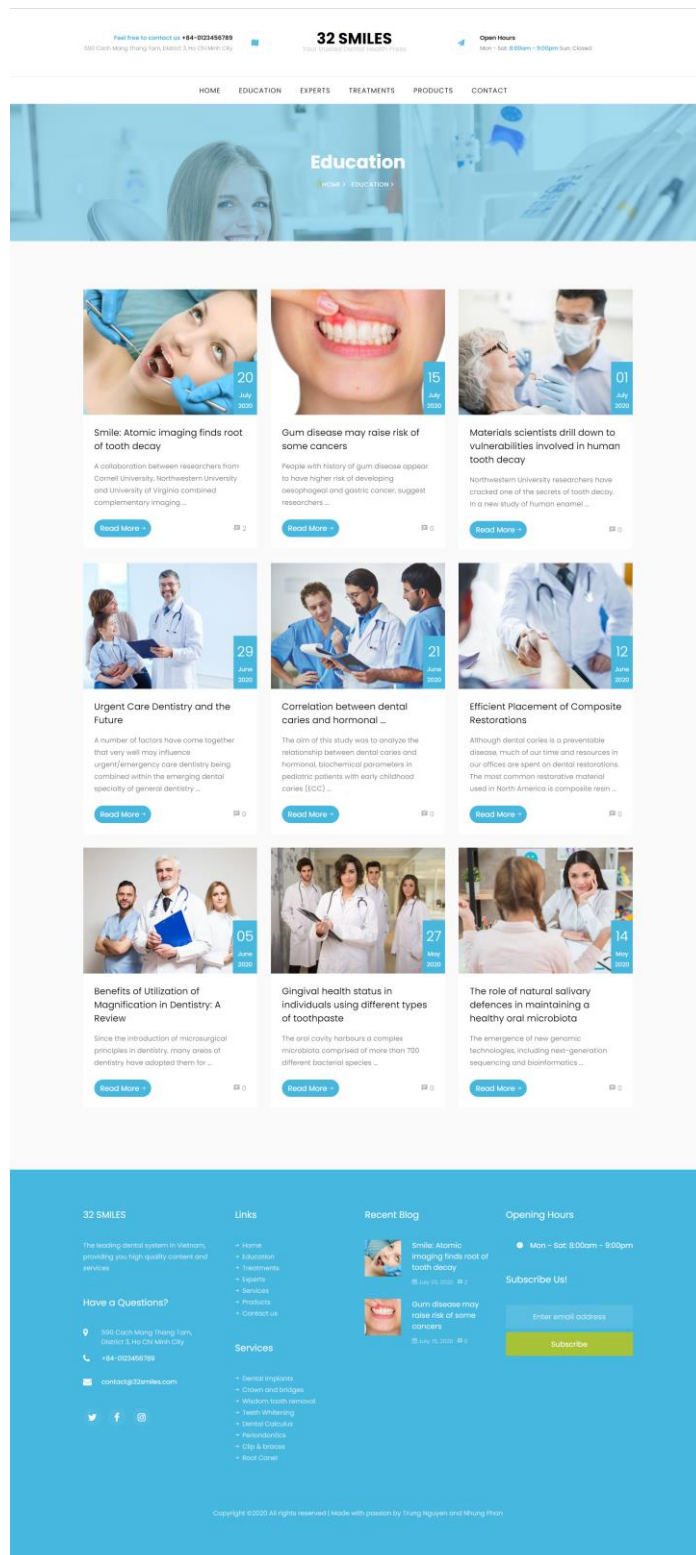 Feel free to contact us +84-0123456789
590 Cach Mang Thang Tam, District 3, Ho Chi Minh City
32 SMILES
Your trusted Dental Health Press
Open Hours
Mon - Sat: 8:00am - 9:00pm Sun: Closed
HOME EDUCATION EXPERTS TREATMENTS PRODUCTS CONTACT
Education
HOME > EDUCATION >
20
July
2020
Smile: Atomic imaging finds root
of tooth decay
A collaboration between researchers from
Cornell University, Northwestern University
and University of Virginia combined
complementary imaging ...
Read More →
2
15
July
2020
Gum disease may raise risk of
some cancers
People with history of gum disease appear
to have higher risk of developing
oesophageal and gastric cancer, suggest
researchers ...
Read More →
0
01
July
2020
Materials scientists drill down to
vulnerabilities involved in human
tooth decay
Northwestern University researchers have
cracked one of the secrets of tooth decay.
In a new study of human enamel ...
Read More →
0
29
June
2020
Urgent Care Dentistry and the
Future
A number of factors have come together
that very well may influence
urgent/emergency care dentistry being
combined within the emerging dental
specialty of general dentistry ...
Read More →
0
21
June
2020
Correlation between dental
caries and hormonal ...
The aim of this study was to analyze the
relationship between dental caries and
hormonal, biochemical parameters in
pediatric patients with early childhood
caries (ECC) ...
Read More →
0
12
June
2020
Efficient Placement of Composite
Restorations
Although dental caries is a preventable
disease, much of our time and resources in
our offices are spent on dental restorations.
The most common restorative material
used in North America is composite resin ...
Read More →
0
05
June
2020
Benefits of Utilization of
Magnification in Dentistry: A
Review
Since the introduction of microsurgical
principles in dentistry, many areas of
dentistry have adopted them for ...
Read More →
0
27
May
2020
Gingival health status in
individuals using different types
of toothpaste
The oral cavity harbours a complex
microbiota comprised of more than 700
different bacterial species ...
Read More →
0
14
May
2020
The role of natural salivary
defences in maintaining a
healthy oral microbiota
The emergence of new genomic
technologies, including next-generation
sequencing and bioinformatics ...
Read More →
0
32 SMILES
The leading dental system in Vietnam,
providing you high quality content and
services
Have a Questions?
590 Cach Mang Thang Tam,
District 3, Ho Chi Minh City
+84-0123456789
contact@32smiles.com
Links
→ Home
→ Education
→ Treatments
→ Experts
→ Services
→ Products
→ Contact us
Services
→ Dental Implants
→ Crown and bridges
→ Wisdom tooth removal
→ Teeth Whitening
→ Dental Calculus
→ Periondontics
→ Clip & braces
→ Root Canel
Recent Blog
Smile: Atomic
imaging finds root of
tooth decay
July 20, 2020 2
Gum disease may
raise risk of some
cancers
July 15, 2020 0
Opening Hours
Mon - Sat: 8:00am - 9:00pm
Subscribe Us!
Enter email address
Subscribe
Copyright ©2020 All rights reserved | Made with passion by Trung Nguyen and Nhung Phan